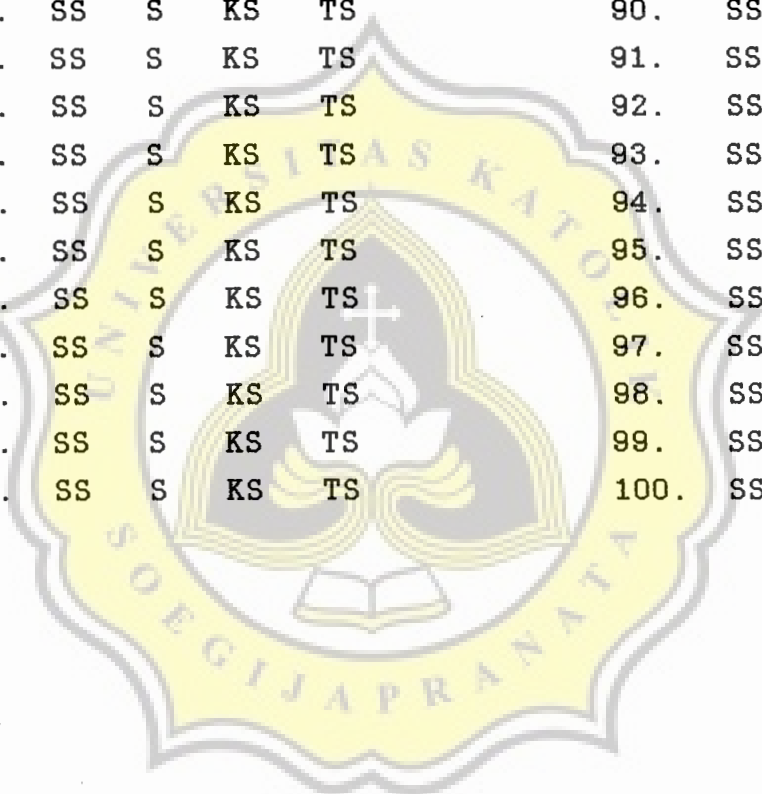 . SS S KS TS 90. SS
. SS S KS TS 91. SS
. SS S KS TS 92. SS
. SS S KS TS 93. SS
. SS S KS TS 94. SS
. SS S KS TS 95. SS
. SS S KS TS 96. SS
. SS S KS TS 97. SS
. SS S KS TS 98. SS
. SS S KS TS 99. SS
. SS S KS TS 100. SS
UNIVERSITAS KATOLIK
SOEGIJAPRANATA